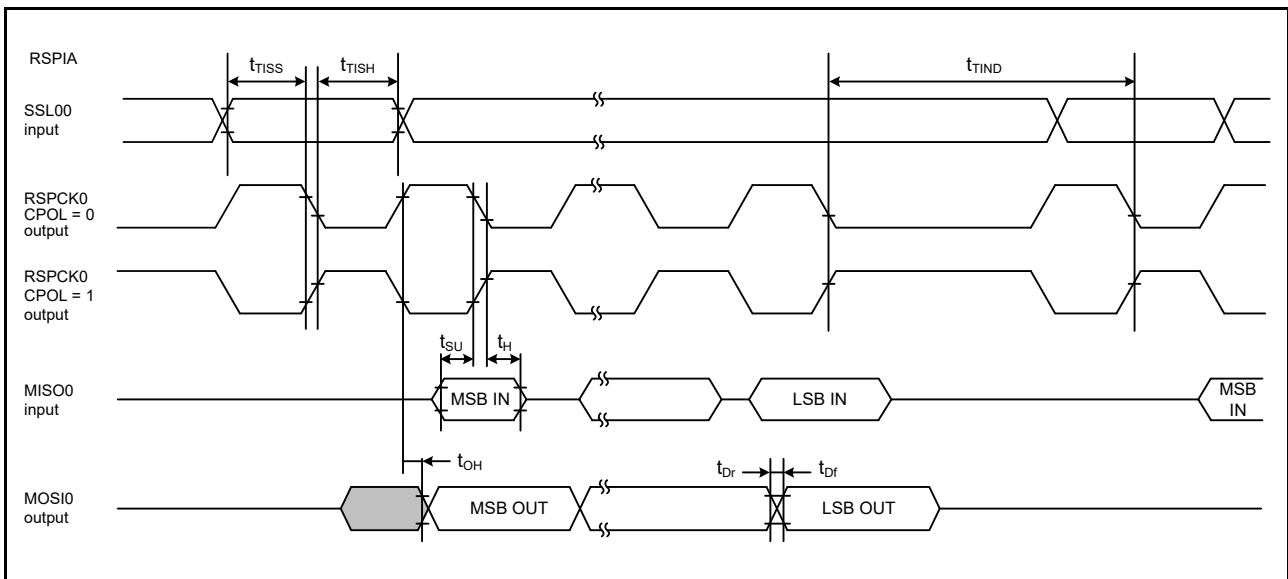 RSPIA
tTISS
tTISH
tTIND
SSL00
input
RSPCK0
CPOL = 0
output
RSPCK0
CPOL = 1
output
tSU
tH
MISO0
input
MSB IN
LSB IN
MSB
IN
tOH
tDr
tDf
MOSI0
output
MSB OUT
LSB OUT